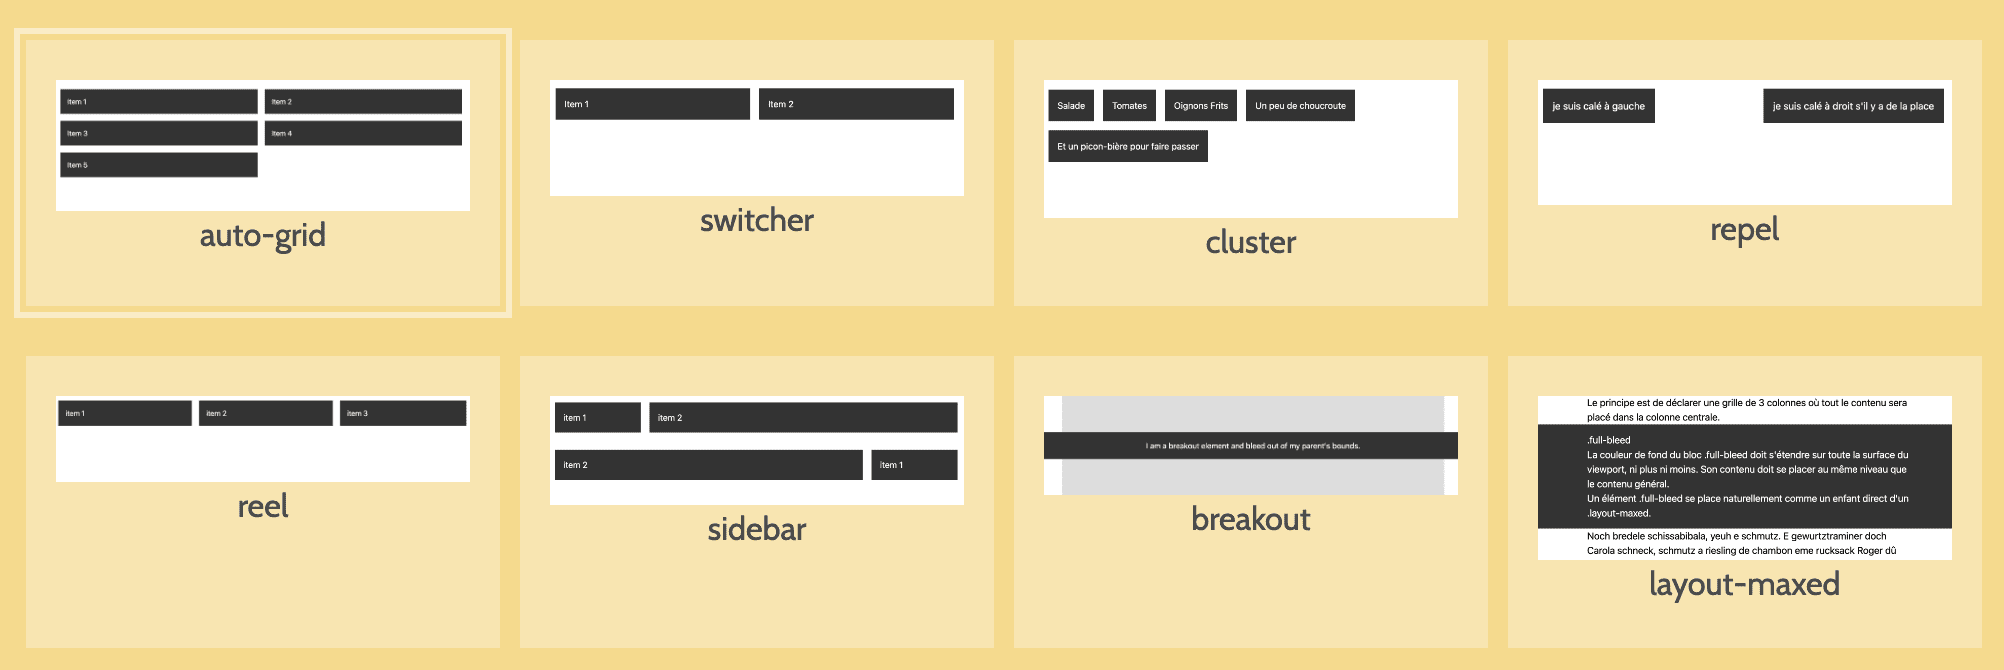 Item 1
Item 2
Item 3
Item 4
Item 5
auto-grid
Item 1
Item 2
switcher
Salade
Tomates
Oignons Frits
Un peu de choucroute
Et un picon-bière pour faire passer
cluster
je suis calé à gauche
je suis calé à droit s'il y a de la place
repel
item 1
item 2
item 3
reel
item 1
item 2
item 2
item 1
sidebar
I am a breakout element and bleed out of my parent's bounds.
breakout
Le principe est de déclarer une grille de 3 colonnes où tout le contenu sera
placé dans la colonne centrale.
.full-bleed
La couleur de fond du bloc .full-bleed doit s'étendre sur toute la surface du
viewport, ni plus ni moins. Son contenu doit se placer au même niveau que
le contenu général.
Un élément .full-bleed se place naturellement comme un enfant direct d'un
.layout-maxed.
Noch bredele schissabibala, yeuh e schmutz. E gewurtztraminer doch
Carola schneck, schmutz a riesling de chambon eme rucksack Roger dû
layout-maxed